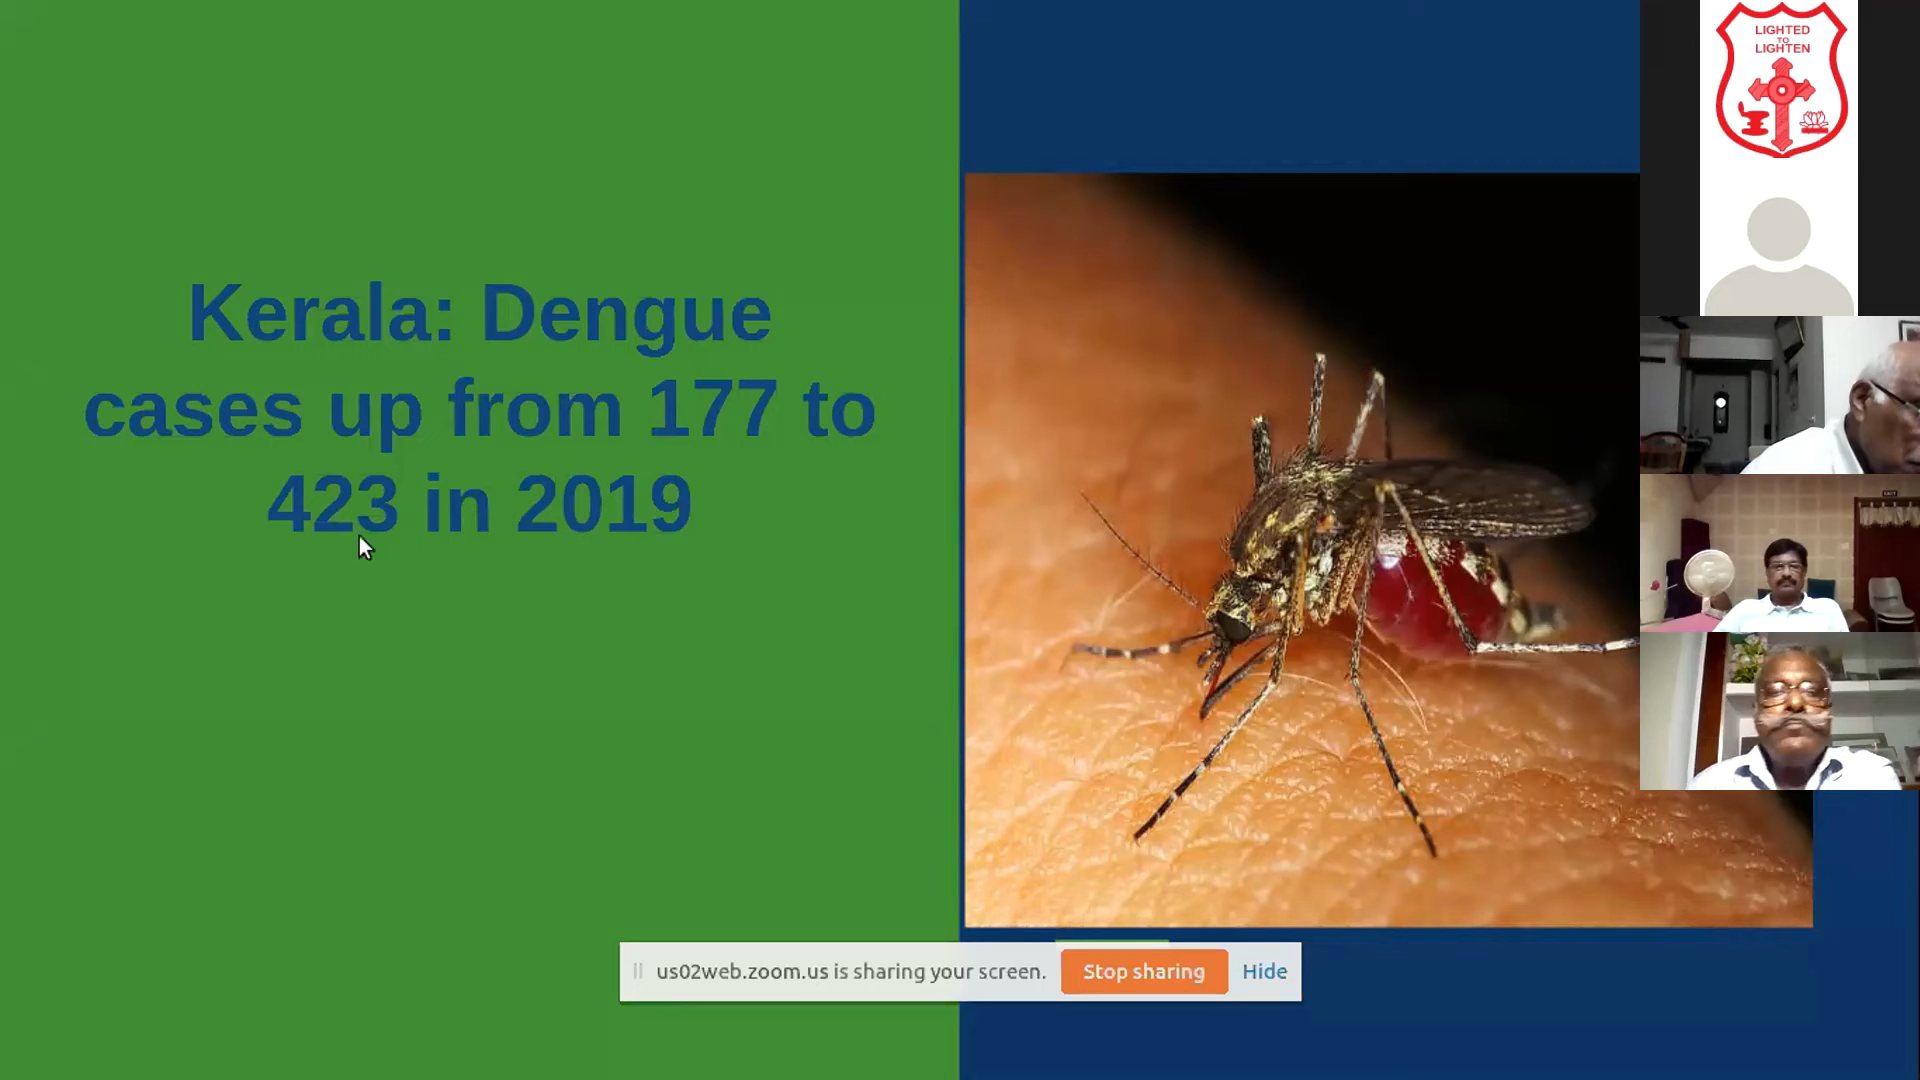 Kerala: Dengue
cases up from 177 to
423 in 2019
LIGHTED
TO
LIGHTEN
us02web.zoom.us is sharing your screen.
Stop sharing
Hide